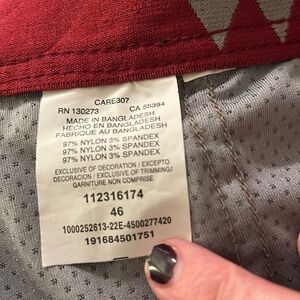 CARE307
RN 130273 CA 55394
MADE IN BANGLADESH
HECHO EN BANGLADESH
FABRIQUE AU BANGLADESH
97% NYLON 3% SPANDEX
97% NYLON 3% SPANDEX
97% NYLON 3% SPANDEX
EXCLUSIVE OF DECORATION / EXCEPTO
DECORACION / EXCLUSIVE OF TRIMMING/
GARNITURE NON COMPRISE
112316174
46
1000252613-22E-4500277420
191684501751